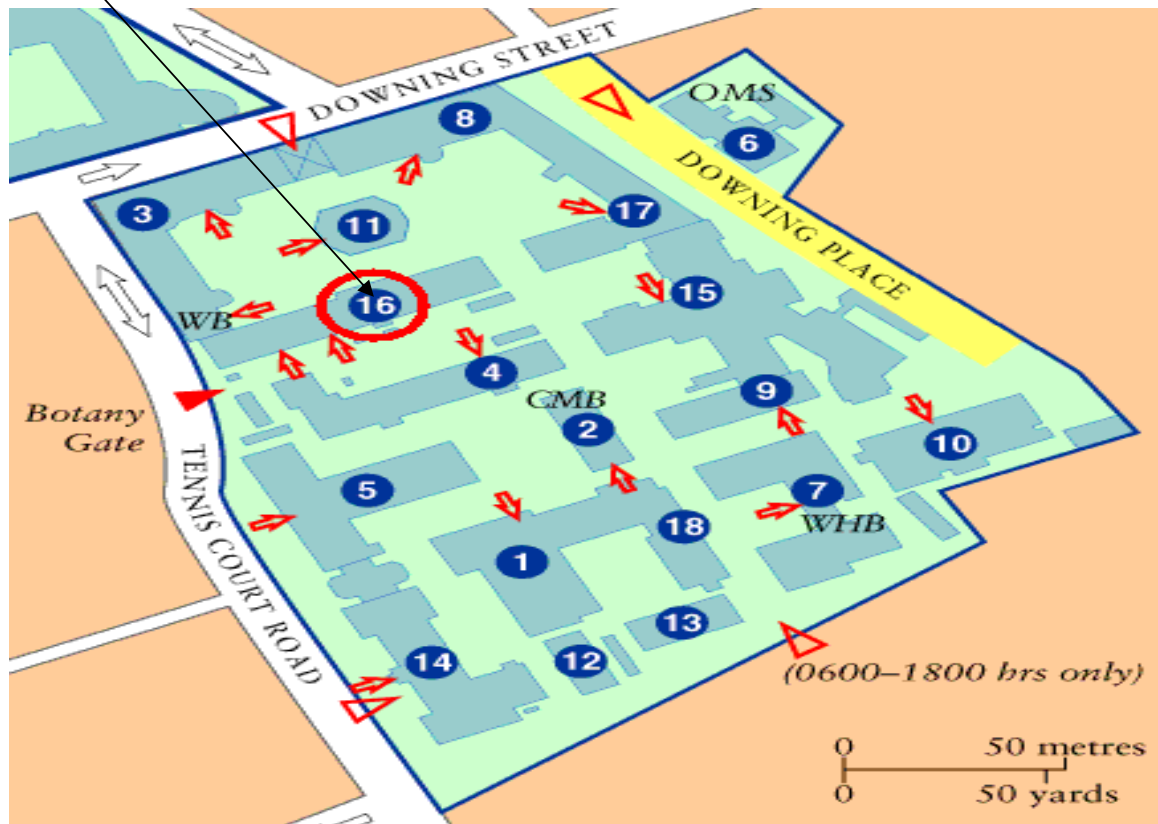 DOWNING STREET
OMS
8
6
3
17
DOWNING PLACE
11
15
16
WB
4
9
CMB
2
10
Botany
Gate
TENNIS COURT ROAD
5
7
WHB
18
1
13
12
14
(0600–1800 hrs only)
0 50 metres
0 50 yards